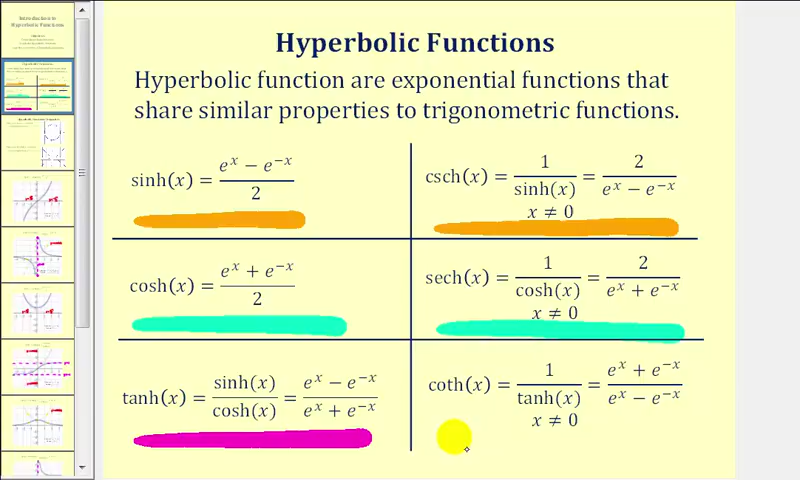 Hyperbolic Functions
Hyperbolic function are exponential functions that
share similar properties to trigonometric functions.
sinh(x) = (e^x − e^−x)/2
csch(x) = 1/sinh(x) = 2/(e^x − e^−x)
x ≠ 0
cosh(x) = (e^x + e^−x)/2
sech(x) = 1/cosh(x) = 2/(e^x + e^−x)
x ≠ 0
tanh(x) = sinh(x)/cosh(x) = (e^x − e^−x)/(e^x + e^−x)
coth(x) = 1/tanh(x) = (e^x + e^−x)/(e^x − e^−x)
x ≠ 0